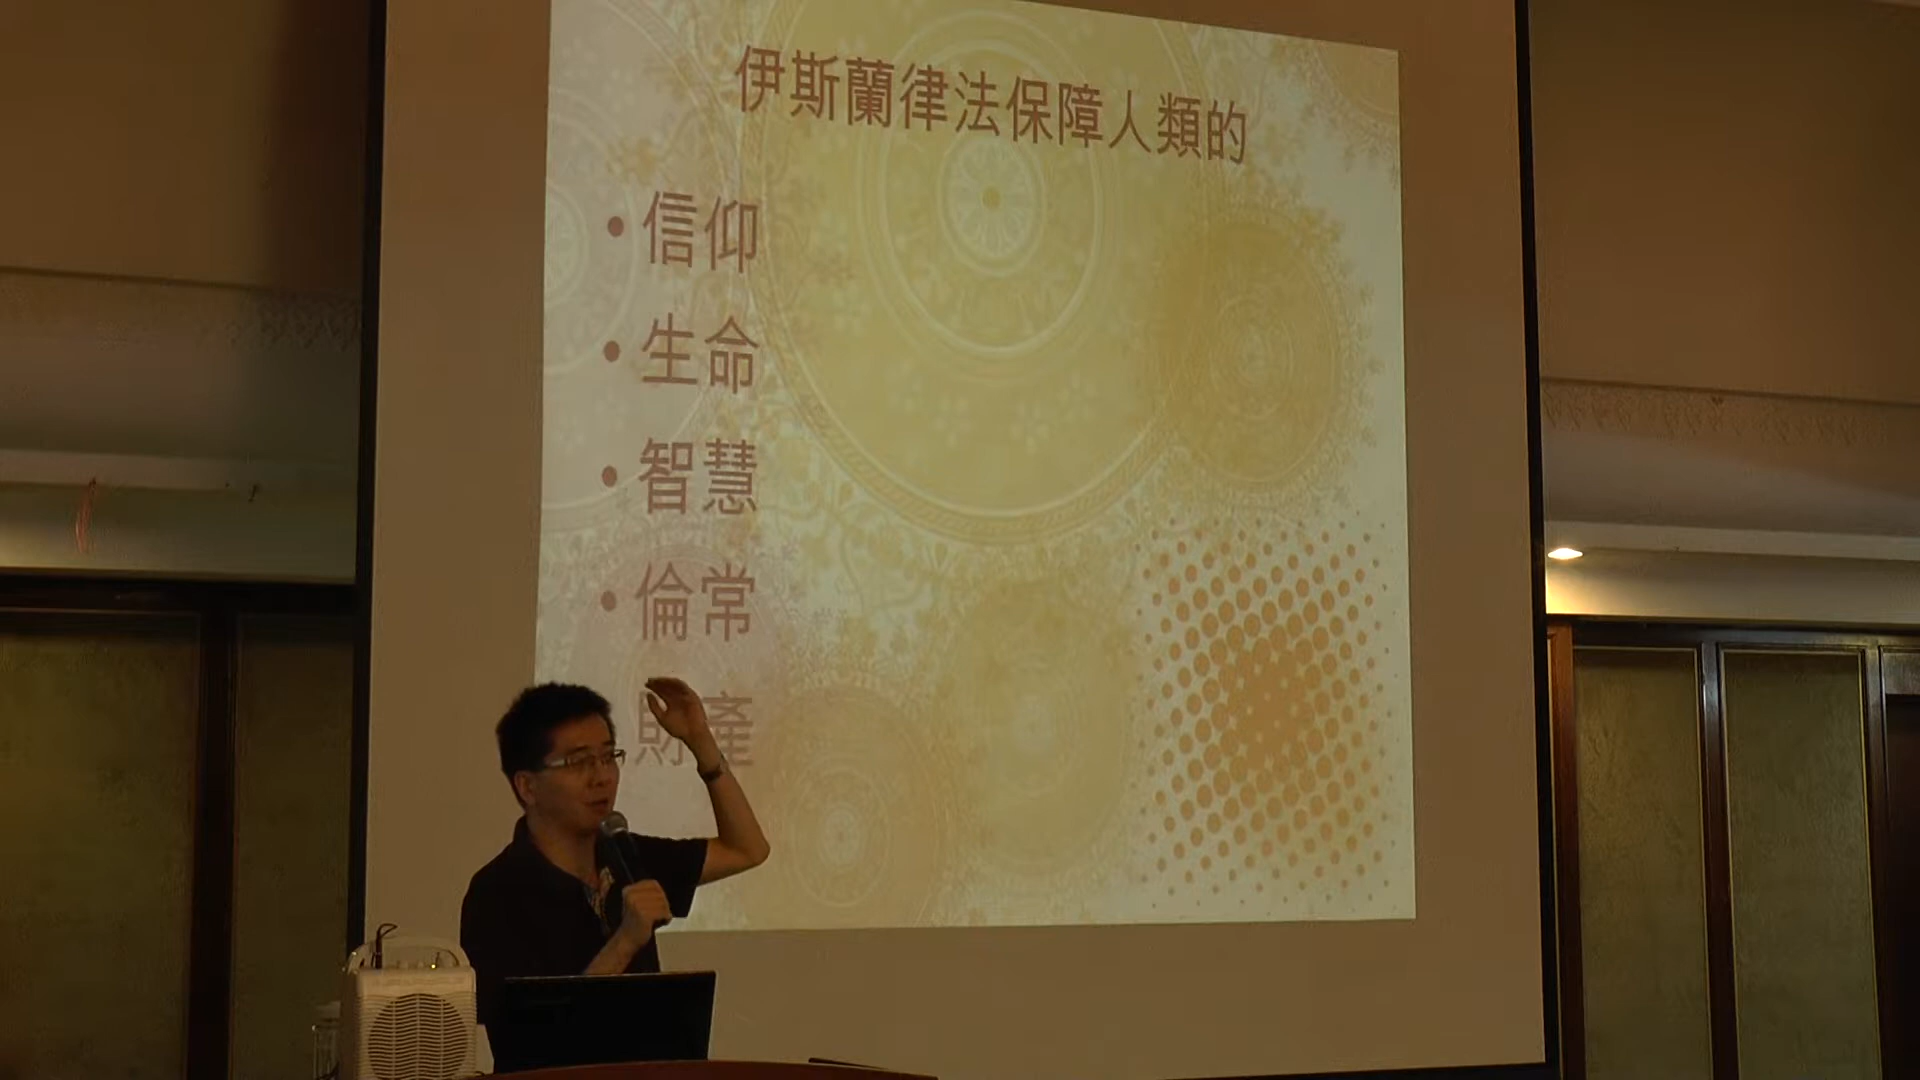 伊斯蘭律法保障人類的
• 信仰
• 生命
• 智慧
• 倫常
財產